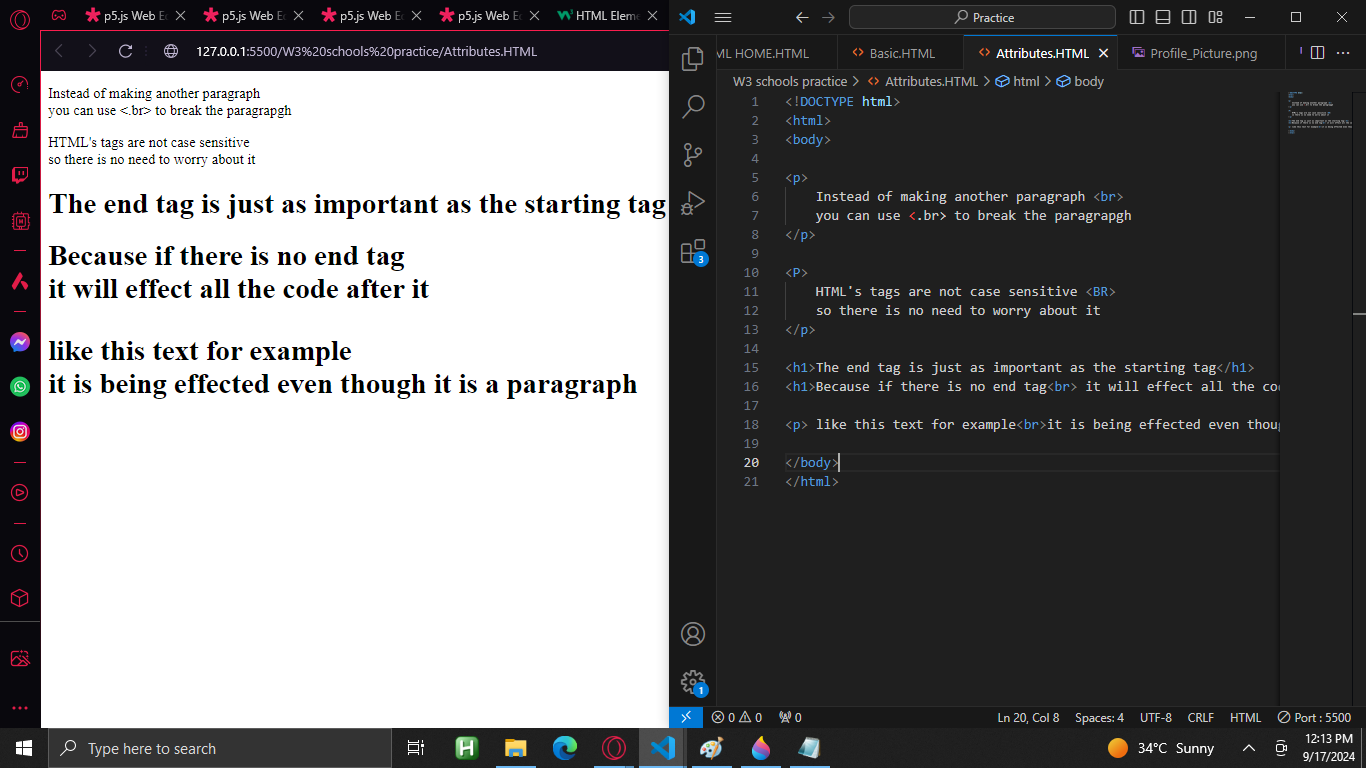 p5.js Web Ec
p5.js Web Ec
p5.js Web Ec
p5.js Web Ec
HTML Eleme
127.0.0.1:5500/W3%20schools%20practice/Attributes.HTML
Instead of making another paragraph
you can use <.br> to break the paragrapgh
HTML's tags are not case sensitive
so there is no need to worry about it
The end tag is just as important as the starting tag
Because if there is no end tag
it will effect all the code after it
like this text for example
it is being effected even though it is a paragraph
Practice
ML HOME.HTML
Basic.HTML
Attributes.HTML
Profile_Picture.png
W3 schools practice > Attributes.HTML > html > body
1 <!DOCTYPE html>
2 <html>
3 <body>
4
5 <p>
6 Instead of making another paragraph <br>
7 you can use <.br> to break the paragrapgh
8 </p>
9
10 <P>
11 HTML's tags are not case sensitive <BR>
12 so there is no need to worry about it
13 </p>
14
15 <h1>The end tag is just as important as the starting tag</h1>
16 <h1>Because if there is no end tag<br> it will effect all the co
17
18 <p> like this text for example<br>it is being effected even thou
19
20 </body>
21 </html>
3
1
0 0
0
Ln 20, Col 8
Spaces: 4
UTF-8
CRLF
HTML
Port : 5500
Type here to search
H
34°C Sunny
12:13 PM
9/17/2024